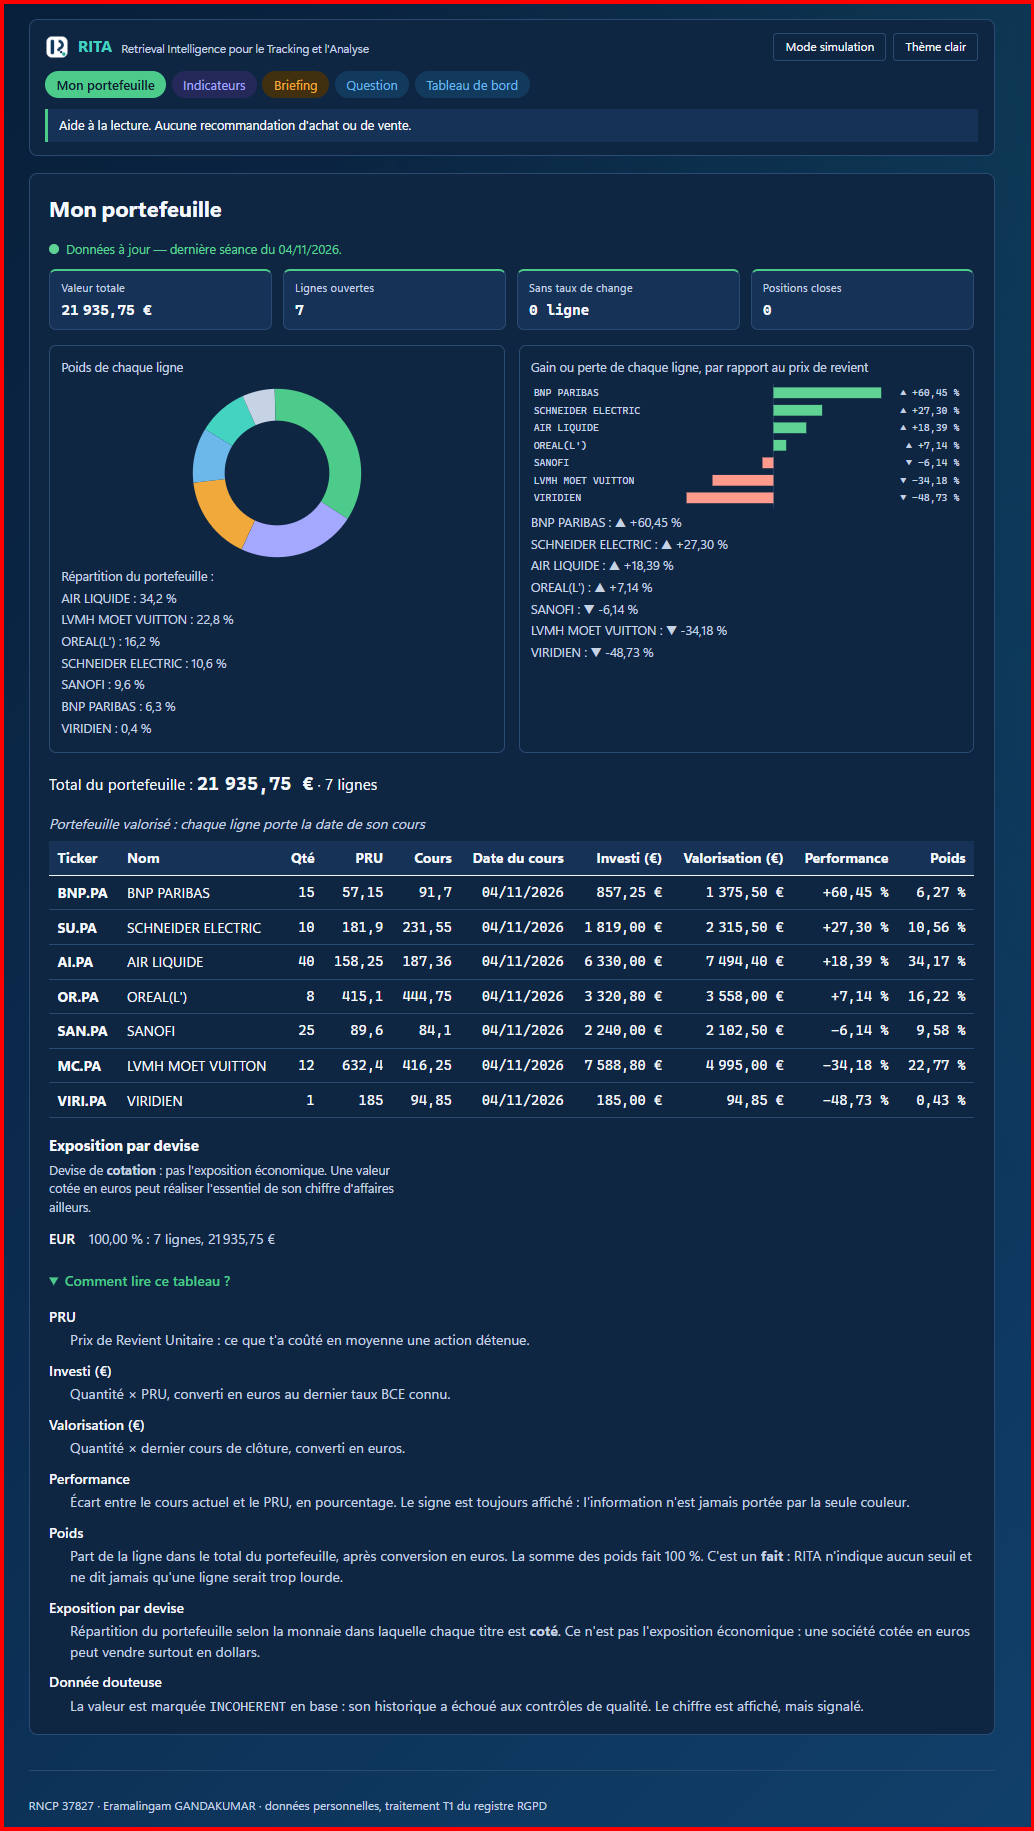 RITA Retrieval Intelligence pour le Tracking et l'Analyse
Mode simulation
Thème clair
Mon portefeuille
Indicateurs
Briefing
Question
Tableau de bord
Aide à la lecture. Aucune recommandation d'achat ou de vente.
Mon portefeuille
Données à jour — dernière séance du 04/11/2026.
Valeur totale
21 935,75 €
Lignes ouvertes
7
Sans taux de change
0 ligne
Positions closes
0
Poids de chaque ligne
Répartition du portefeuille :
AIR LIQUIDE : 34,2 %
LVMH MOET VUITTON : 22,8 %
OREAL(L') : 16,2 %
SCHNEIDER ELECTRIC : 10,6 %
SANOFI : 9,6 %
BNP PARIBAS : 6,3 %
VIRIDIEN : 0,4 %
Gain ou perte de chaque ligne, par rapport au prix de revient
BNP PARIBAS ▲ +60,45 %
SCHNEIDER ELECTRIC ▲ +27,30 %
AIR LIQUIDE ▲ +18,39 %
OREAL(L') ▲ +7,14 %
SANOFI ▼ −6,14 %
LVMH MOET VUITTON ▼ −34,18 %
VIRIDIEN ▼ −48,73 %
BNP PARIBAS : ▲ +60,45 %
SCHNEIDER ELECTRIC : ▲ +27,30 %
AIR LIQUIDE : ▲ +18,39 %
OREAL(L') : ▲ +7,14 %
SANOFI : ▼ -6,14 %
LVMH MOET VUITTON : ▼ -34,18 %
VIRIDIEN : ▼ -48,73 %
Total du portefeuille : 21 935,75 € · 7 lignes
Portefeuille valorisé : chaque ligne porte la date de son cours
Ticker Nom Qté PRU Cours Date du cours Investi (€) Valorisation (€) Performance Poids
BNP.PA BNP PARIBAS 15 57,15 91,7 04/11/2026 857,25 € 1 375,50 € +60,45 % 6,27 %
SU.PA SCHNEIDER ELECTRIC 10 181,9 231,55 04/11/2026 1 819,00 € 2 315,50 € +27,30 % 10,56 %
AI.PA AIR LIQUIDE 40 158,25 187,36 04/11/2026 6 330,00 € 7 494,40 € +18,39 % 34,17 %
OR.PA OREAL(L') 8 415,1 444,75 04/11/2026 3 320,80 € 3 558,00 € +7,14 % 16,22 %
SAN.PA SANOFI 25 89,6 84,1 04/11/2026 2 240,00 € 2 102,50 € −6,14 % 9,58 %
MC.PA LVMH MOET VUITTON 12 632,4 416,25 04/11/2026 7 588,80 € 4 995,00 € −34,18 % 22,77 %
VIRI.PA VIRIDIEN 1 185 94,85 04/11/2026 185,00 € 94,85 € −48,73 % 0,43 %
Exposition par devise
Devise de cotation : pas l'exposition économique. Une valeur
cotée en euros peut réaliser l'essentiel de son chiffre d'affaires
ailleurs.
EUR 100,00 % : 7 lignes, 21 935,75 €
▼ Comment lire ce tableau ?
PRU
Prix de Revient Unitaire : ce que t'a coûté en moyenne une action détenue.
Investi (€)
Quantité × PRU, converti en euros au dernier taux BCE connu.
Valorisation (€)
Quantité × dernier cours de clôture, converti en euros.
Performance
Écart entre le cours actuel et le PRU, en pourcentage. Le signe est toujours affiché : l'information n'est jamais portée par la seule couleur.
Poids
Part de la ligne dans le total du portefeuille, après conversion en euros. La somme des poids fait 100 %. C'est un fait : RITA n'indique aucun seuil et
ne dit jamais qu'une ligne serait trop lourde.
Exposition par devise
Répartition du portefeuille selon la monnaie dans laquelle chaque titre est coté. Ce n'est pas l'exposition économique : une société cotée en euros
peut vendre surtout en dollars.
Donnée douteuse
La valeur est marquée INCOHERENT en base : son historique a échoué aux contrôles de qualité. Le chiffre est affiché, mais signalé.
RNCP 37827 · Eramalingam GANDAKUMAR · données personnelles, traitement T1 du registre RGPD